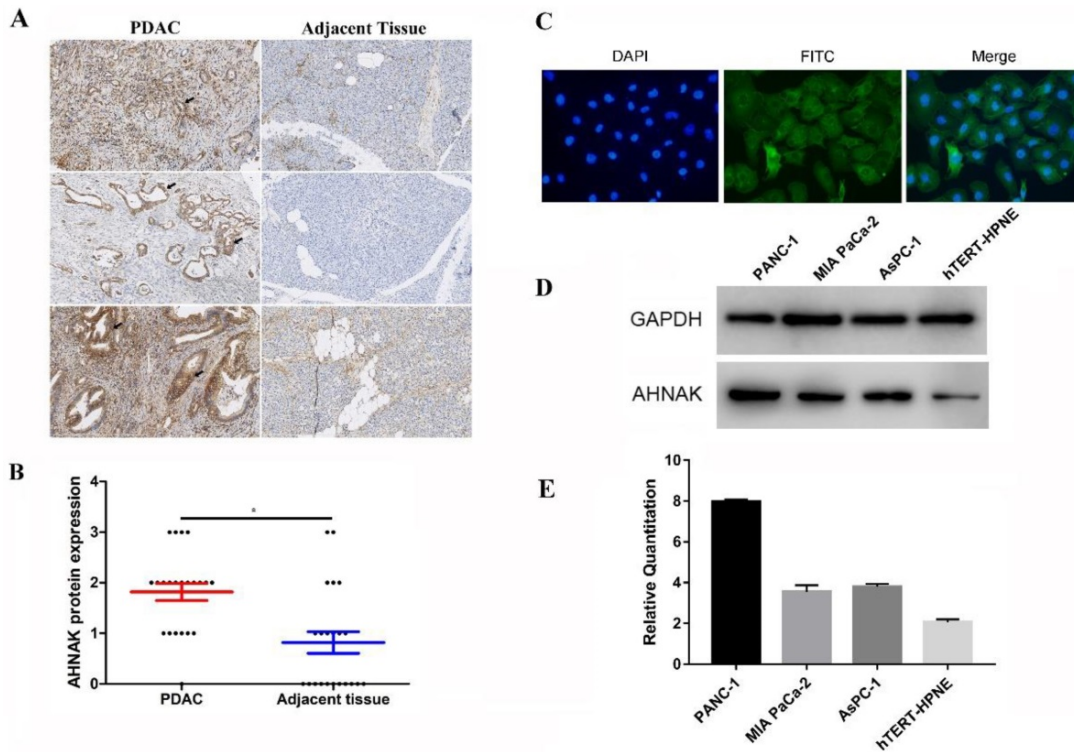 A
PDAC
Adjacent Tissue
B
AHNAK protein expression
4
3
2
1
0
*
PDAC
Adjacent tissue
C
DAPI
FITC
Merge
D
PANC-1
MIA PaCa-2
AsPC-1
hTERT-HPNE
GAPDH
AHNAK
E
Relative Quantitation
10
8
6
4
2
0
PANC-1
MIA PaCa-2
AsPC-1
hTERT-HPNE